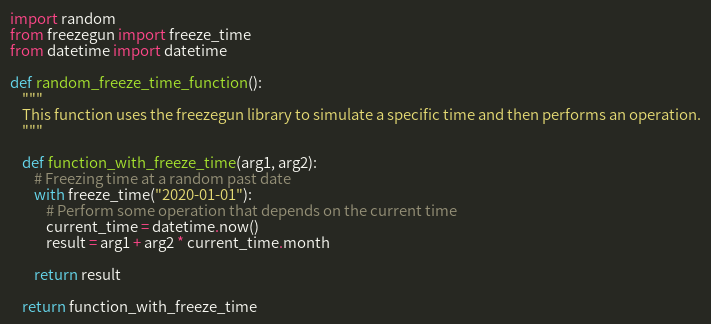 import random
from freezegun import freeze_time
from datetime import datetime

def random_freeze_time_function():
    """
    This function uses the freezegun library to simulate a specific time and then performs an operation.
    """

    def function_with_freeze_time(arg1, arg2):
        # Freezing time at a random past date
        with freeze_time("2020-01-01"):
            # Perform some operation that depends on the current time
            current_time = datetime.now()
            result = arg1 + arg2 * current_time.month

        return result

    return function_with_freeze_time